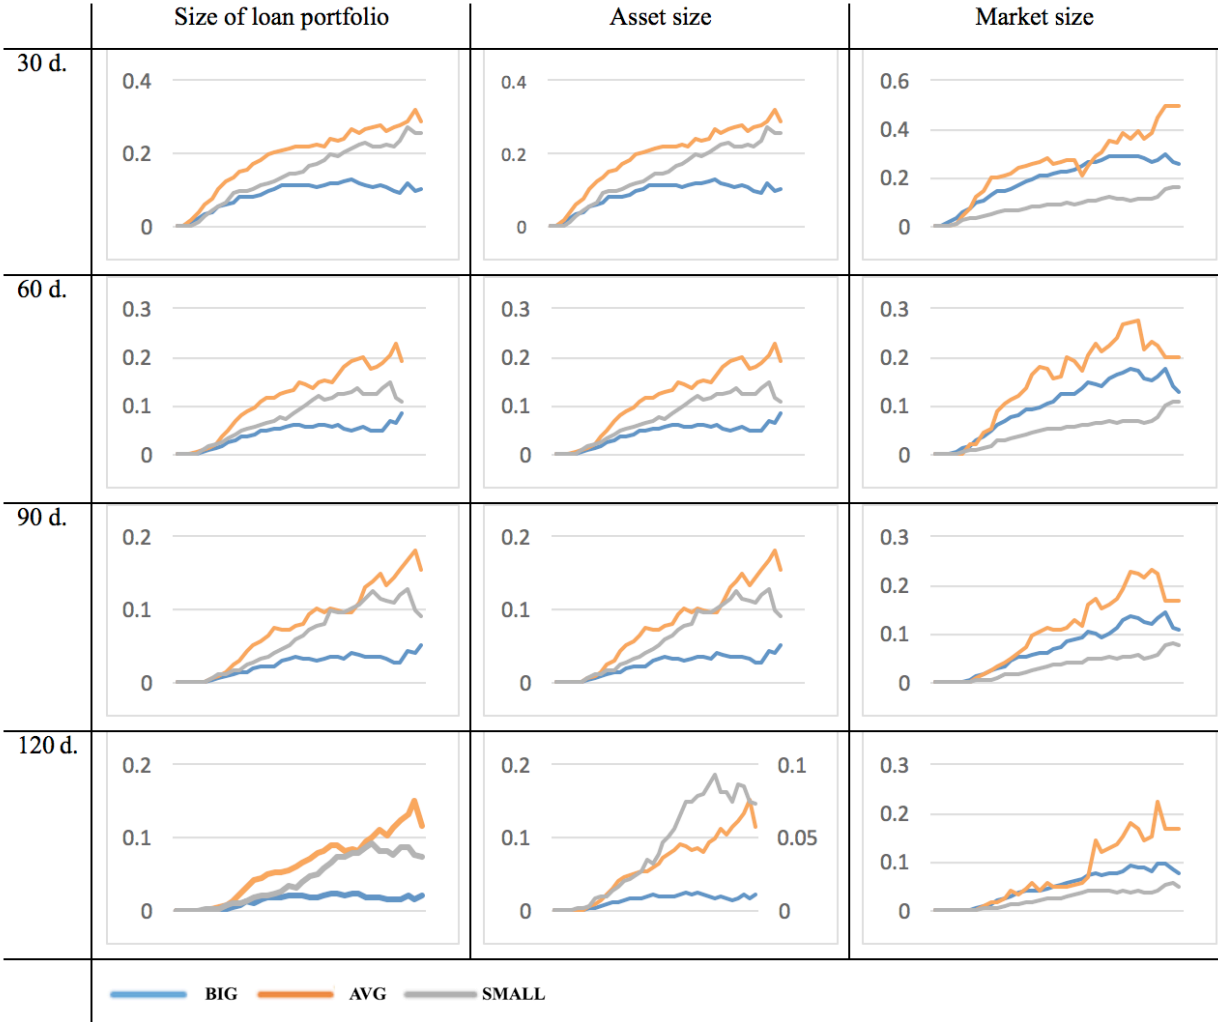 Size of loan portfolio Asset size Market size
30 d.
0.4 0.4 0.6
0.4
0.2 0.2
0.2
0 0 0
60 d.
0.3 0.3 0.3
0.2 0.2 0.2
0.1 0.1 0.1
0 0 0
90 d.
0.2 0.2 0.3
0.2
0.1 0.1
0.1
0 0 0
120 d.
0.2 0.2 0.1 0.3
0.2
0.1 0.1 0.05
0.1
0 0 0 0
BIG AVG SMALL